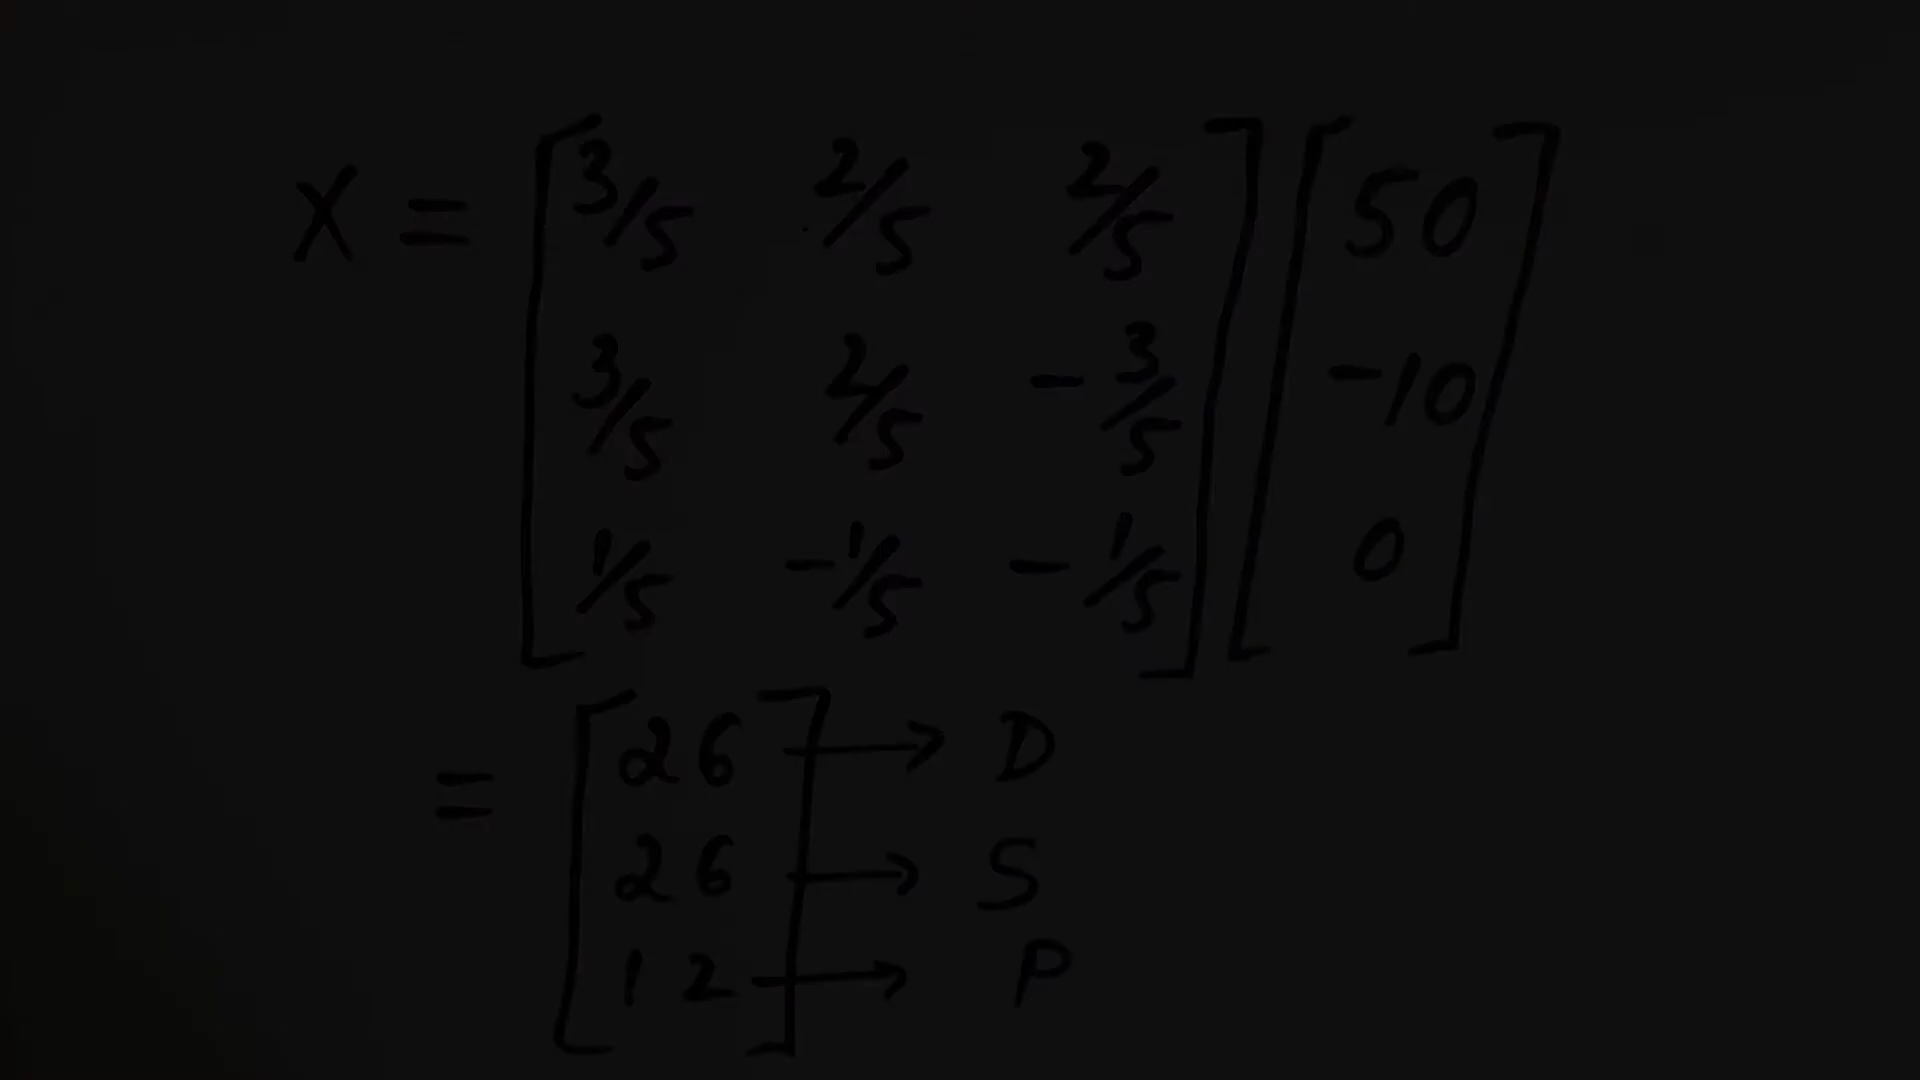 X = [ 3/5 2/5 2/5 ] [ 50 ]
3/5 2/5 - 3/5 -10
1/5 - 1/5 - 1/5 0
= [ 26 ] → D
26 → S
12 → P